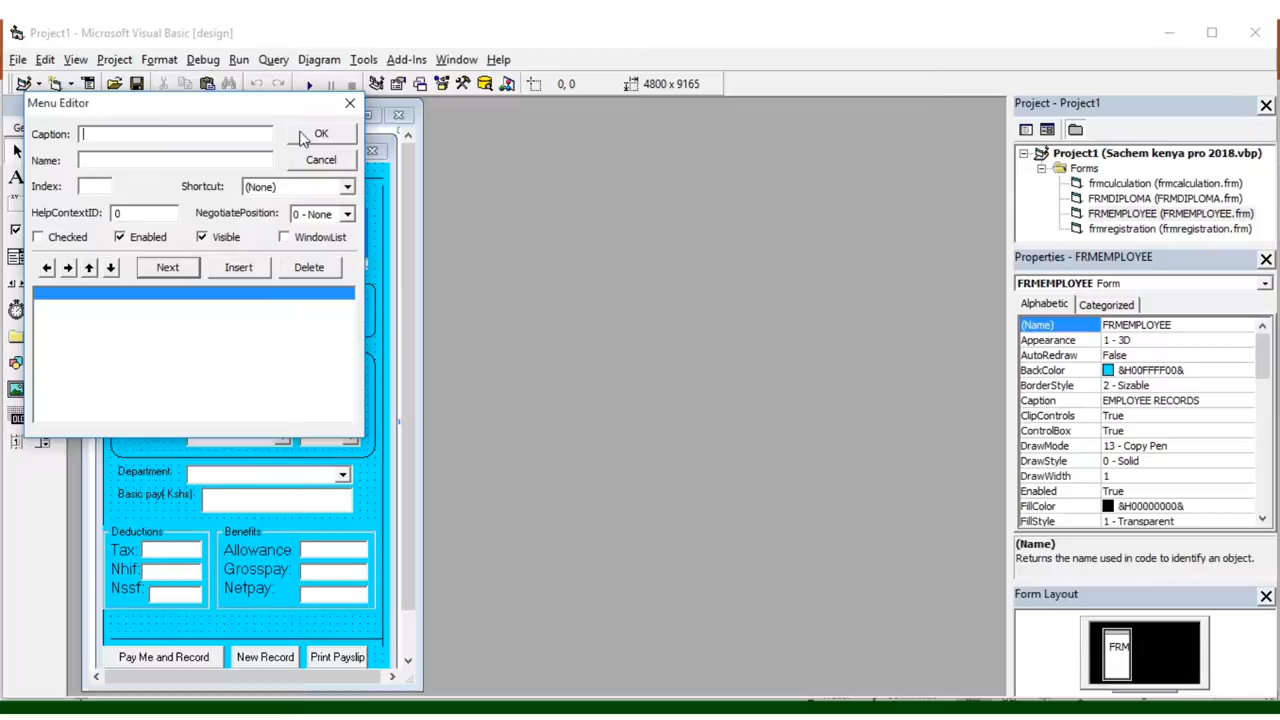 Project1 - Microsoft Visual Basic [design]
File Edit View Project Format Debug Run Query Diagram Tools Add-Ins Window Help
0, 0 4800 x 9165
Menu Editor
Caption: OK
Name: Cancel
Index: Shortcut: (None)
HelpContextID: 0 NegotiatePosition: 0 - None
Checked Enabled Visible WindowList
Next Insert Delete
Department:
Basic pay( Kshs)
Deductions Benefits
Tax: Allowance
Nhif: Grosspay:
Nssf: Netpay:
Pay Me and Record New Record Print Payslip
Project - Project1
Project1 (Sachem kenya pro 2018.vbp)
Forms
frmculculation (frmcalculation.frm)
FRMDIPLOMA (FRMDIPLOMA.frm)
FRMEMPLOYEE (FRMEMPLOYEE.frm)
frmregistration (frmregistration.frm)
Properties - FRMEMPLOYEE
FRMEMPLOYEE Form
Alphabetic Categorized
(Name) FRMEMPLOYEE
Appearance 1 - 3D
AutoRedraw False
BackColor &H00FFFF00&
BorderStyle 2 - Sizable
Caption EMPLOYEE RECORDS
ClipControls True
ControlBox True
DrawMode 13 - Copy Pen
DrawStyle 0 - Solid
DrawWidth 1
Enabled True
FillColor &H00000000&
FillStyle 1 - Transparent
(Name)
Returns the name used in code to identify an object.
Form Layout
FRM